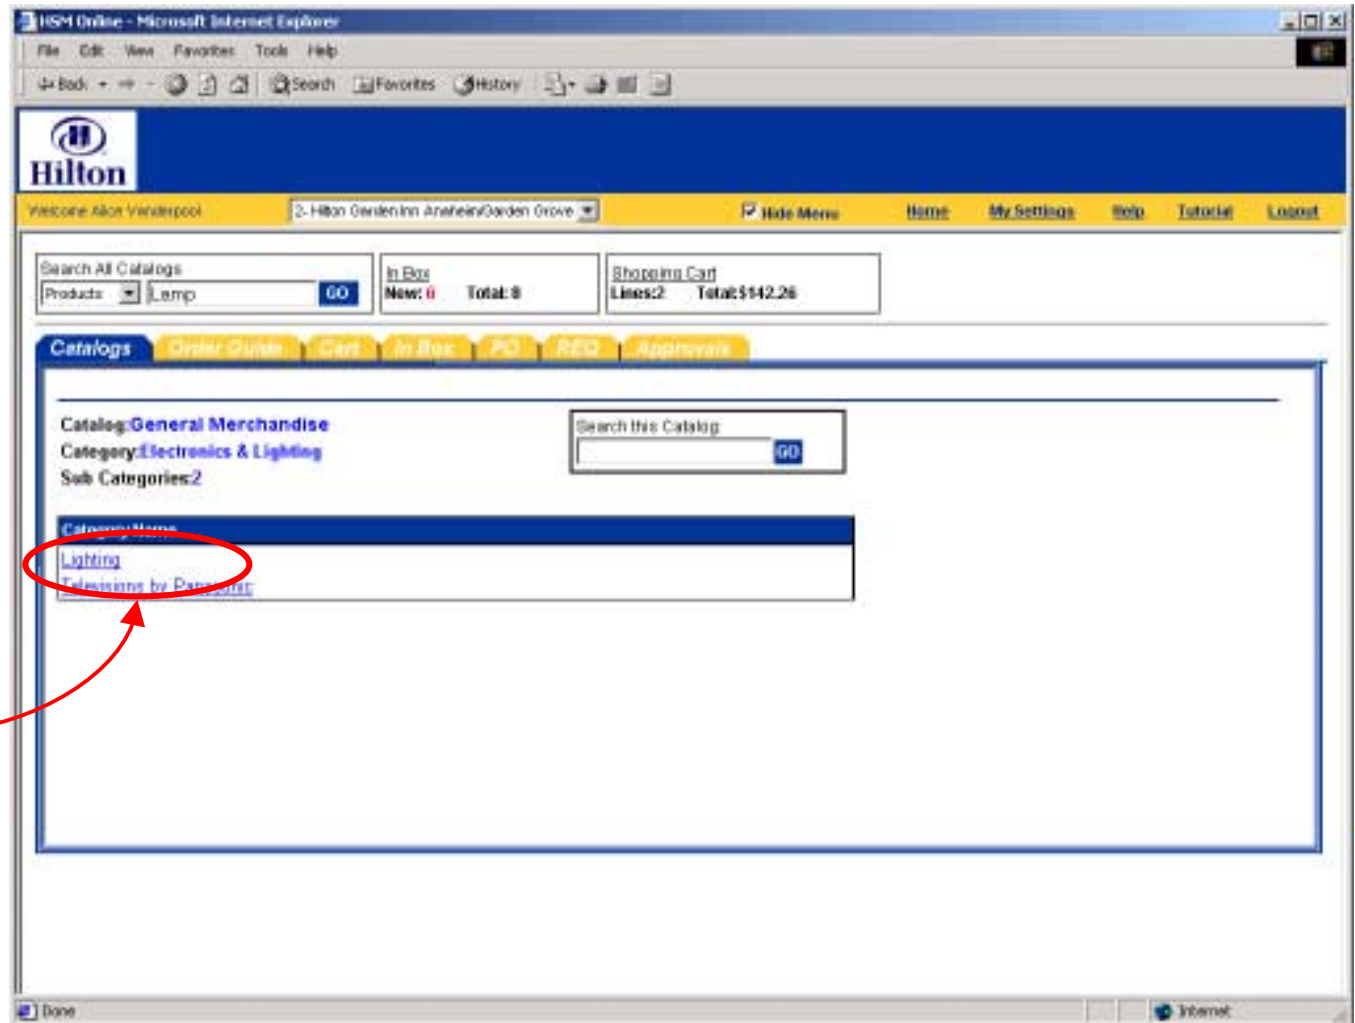 HSM Online - Microsoft Internet Explorer
File Edit View Favorites Tools Help
Back Search Favorites History
Hilton
Welcome Alice Vanderpool 2- Hilton Garden Inn Anaheim/Garden Grove Hide Menu Home My Settings Help Tutorial Logout
Search All Catalogs In Box Shopping Cart
Products Lamp GO New: 6 Total: 8 Lines:2 Total:$142.26
Catalogs Order Guide Cart In Box PO REQ Approvals
Catalog:General Merchandise Search this Catalog:
Category:Electronics & Lighting GO
Sub Categories:2
Category Name
Lighting
Televisions by Panasonic
Done Internet